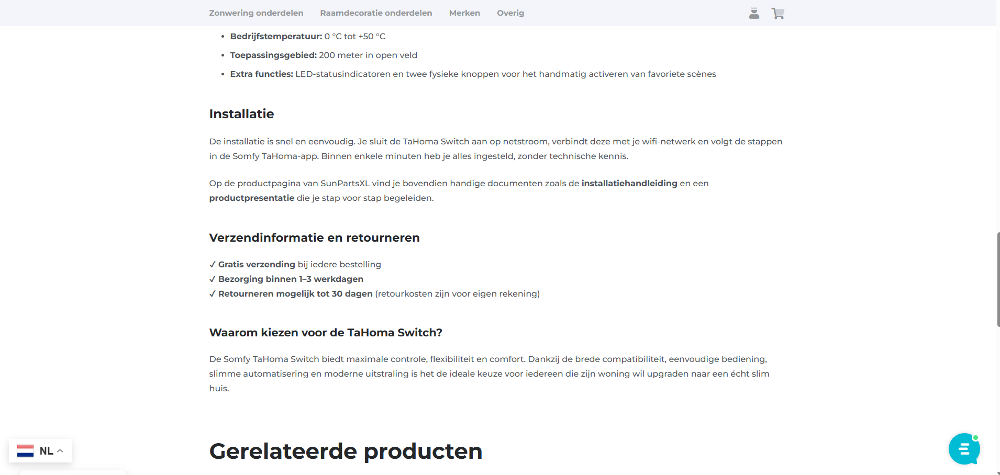 Zonwering onderdelen Raamdecoratie onderdelen Merken Overig
• Bedrijfstemperatuur: 0 °C tot +50 °C
• Toepassingsgebied: 200 meter in open veld
• Extra functies: LED-statusindicatoren en twee fysieke knoppen voor het handmatig activeren van favoriete scènes
Installatie
De installatie is snel en eenvoudig. Je sluit de TaHoma Switch aan op netstroom, verbindt deze met je wifi-netwerk en volgt de stappen
in de Somfy TaHoma-app. Binnen enkele minuten heb je alles ingesteld, zonder technische kennis.
Op de productpagina van SunPartsXL vind je bovendien handige documenten zoals de installatiehandleiding en een
productpresentatie die je stap voor stap begeleiden.
Verzendinformatie en retourneren
✓ Gratis verzending bij iedere bestelling
✓ Bezorging binnen 1–3 werkdagen
✓ Retourneren mogelijk tot 30 dagen (retourkosten zijn voor eigen rekening)
Waarom kiezen voor de TaHoma Switch?
De Somfy TaHoma Switch biedt maximale controle, flexibiliteit en comfort. Dankzij de brede compatibiliteit, eenvoudige bediening,
slimme automatisering en moderne uitstraling is het de ideale keuze voor iedereen die zijn woning wil upgraden naar een écht slim
huis.
Gerelateerde producten
NL